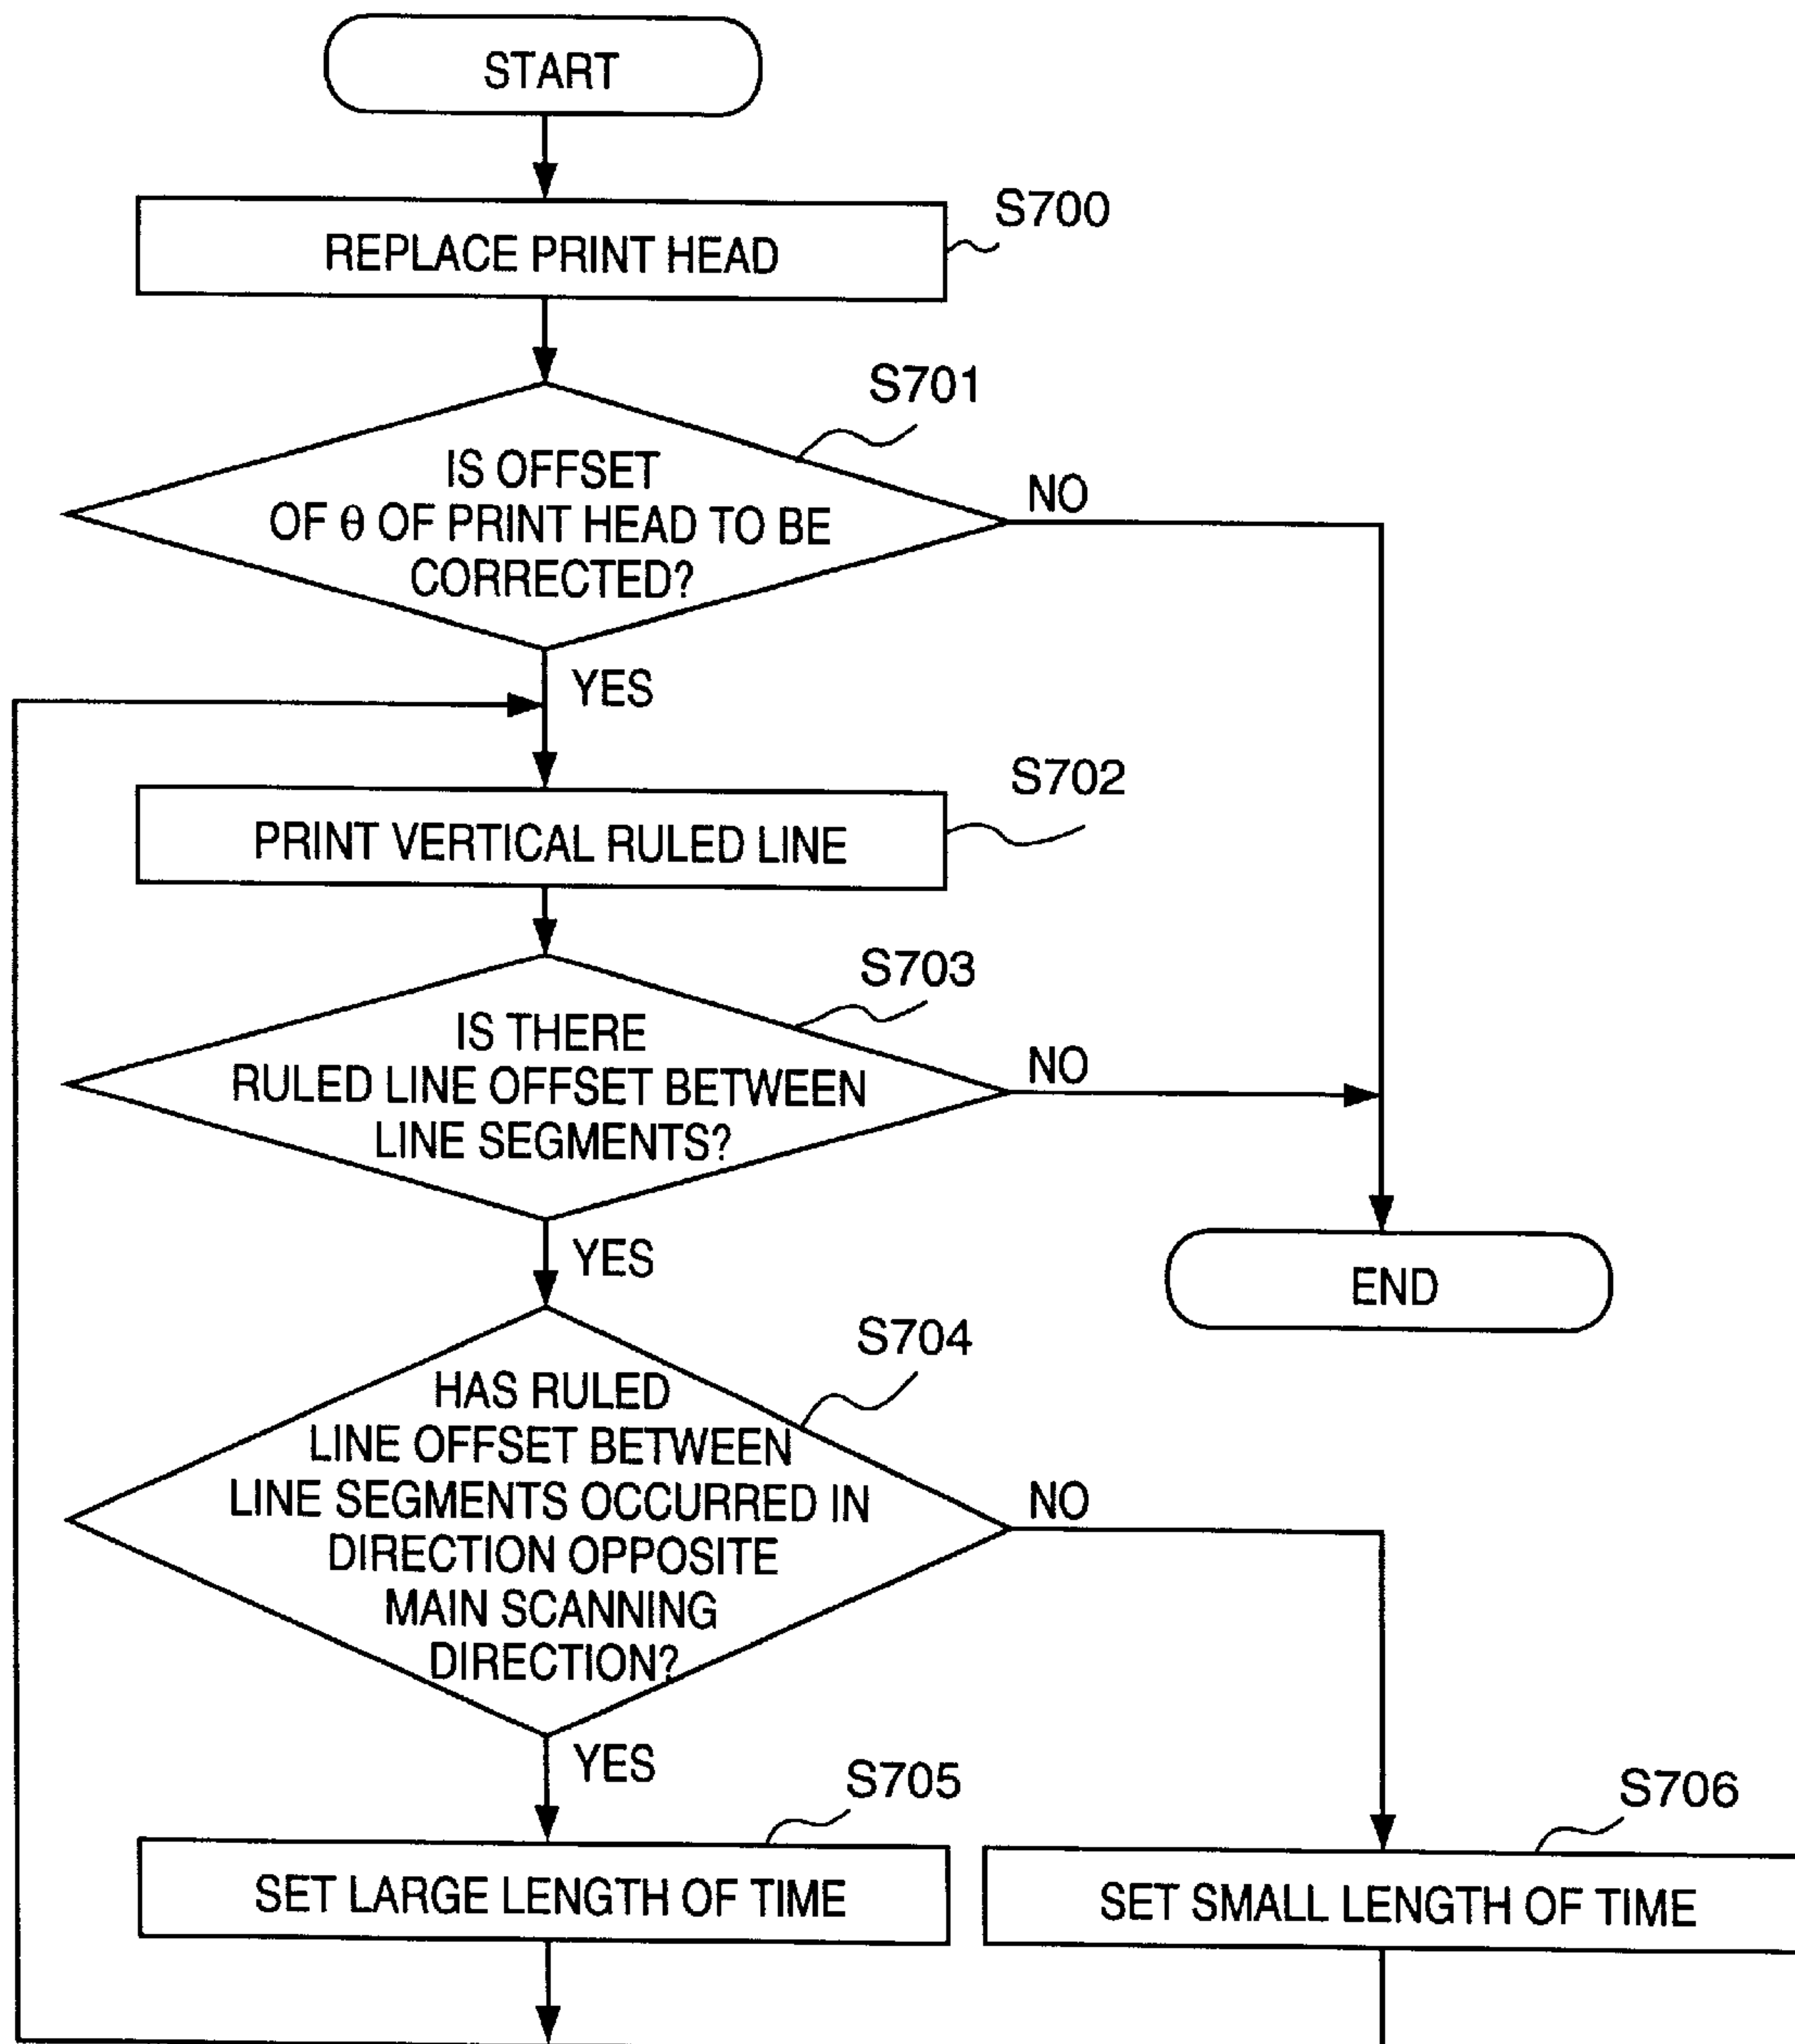 START
S700
REPLACE PRINT HEAD
S701
IS OFFSET
OF θ OF PRINT HEAD TO BE
CORRECTED?
NO
YES
S702
PRINT VERTICAL RULED LINE
S703
IS THERE
RULED LINE OFFSET BETWEEN
LINE SEGMENTS?
NO
YES
END
S704
HAS RULED
LINE OFFSET BETWEEN
LINE SEGMENTS OCCURRED IN
DIRECTION OPPOSITE
MAIN SCANNING
DIRECTION?
NO
YES
S705
SET LARGE LENGTH OF TIME
S706
SET SMALL LENGTH OF TIME